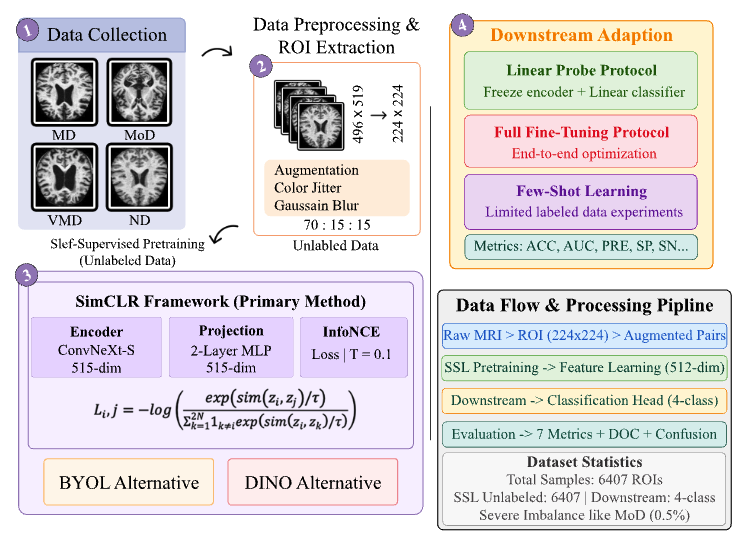 1
Data Collection
MD
MoD
VMD
ND
Data Preprocessing &
ROI Extraction
2
496 x 519
→
224 x 224
Augmentation
Color Jitter
Gaussain Blur
70 : 15 : 15
Unlabled Data
Slef-Supervised Pretraining
(Unlabeled Data)
3
SimCLR Framework (Primary Method)
Encoder
ConvNeXt-S
515-dim
Projection
2-Layer MLP
515-dim
InfoNCE
Loss | T = 0.1
L_i,j = -log(exp(sim(z_i, z_j)/τ) / Σ_{k=1}^{2N} 1_{k≠i} exp(sim(z_i, z_k)/τ))
BYOL Alternative
DINO Alternative
4
Downstream Adaption
Linear Probe Protocol
Freeze encoder + Linear classifier
Full Fine-Tuning Protocol
End-to-end optimization
Few-Shot Learning
Limited labeled data experiments
Metrics: ACC, AUC, PRE, SP, SN...
Data Flow & Processing Pipline
Raw MRI > ROI (224x224) > Augmented Pairs
SSL Pretraining -> Feature Learning (512-dim)
Downstream -> Classification Head (4-class)
Evaluation -> 7 Metrics + DOC + Confusion
Dataset Statistics
Total Samples: 6407 ROIs
SSL Unlabeled: 6407 | Downstream: 4-class
Severe Imbalance like MoD (0.5%)